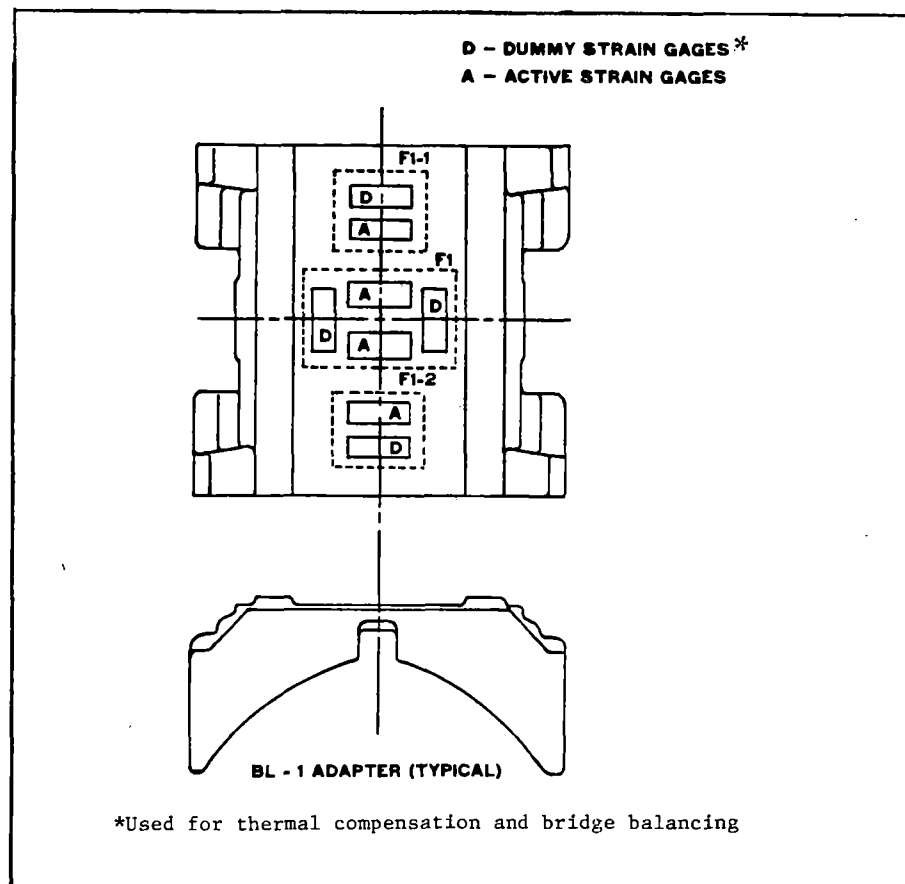 D – DUMMY STRAIN GAGES *
A – ACTIVE STRAIN GAGES
F1-1
D
A
F1
A
D
D
A
F1-2
A
D
BL - 1 ADAPTER (TYPICAL)
*Used for thermal compensation and bridge balancing